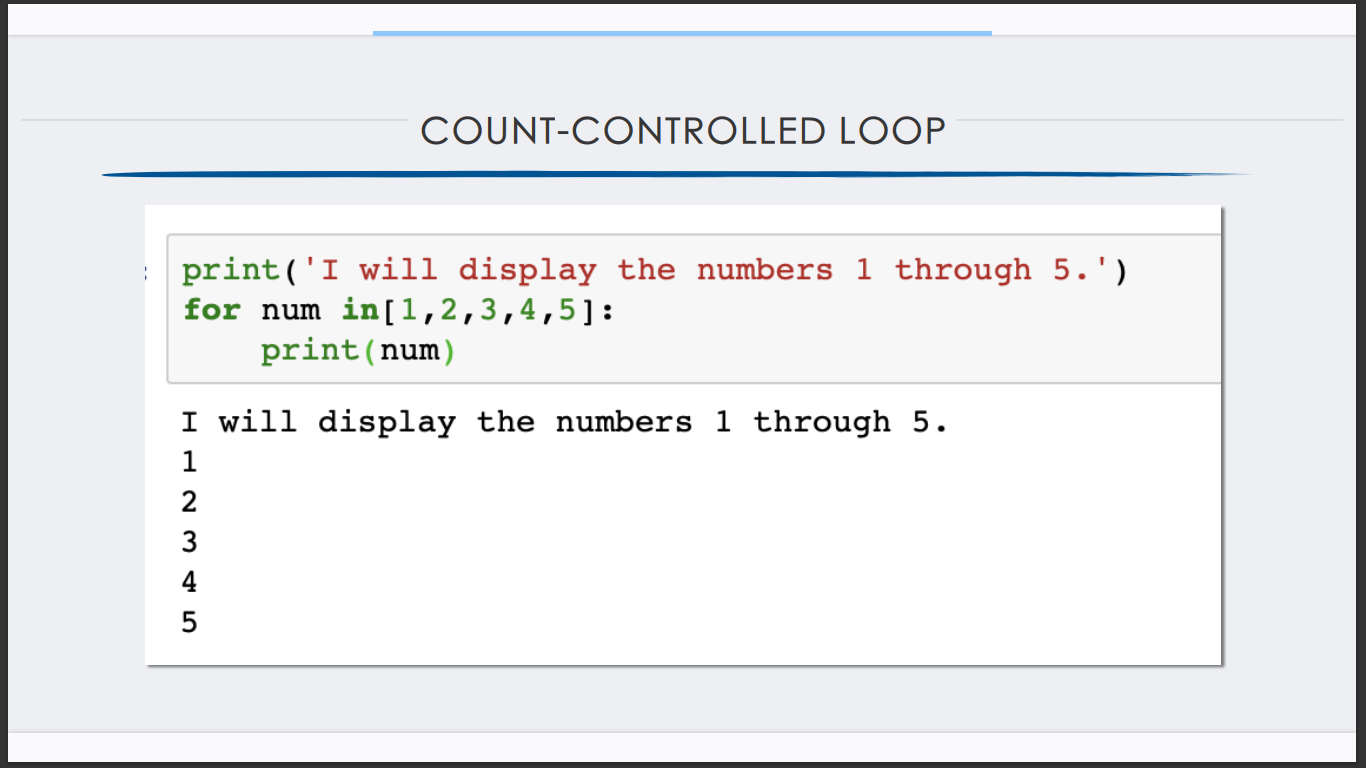 COUNT-CONTROLLED LOOP
: print('I will display the numbers 1 through 5.')
for num in[1,2,3,4,5]:
    print(num)
I will display the numbers 1 through 5.
1
2
3
4
5